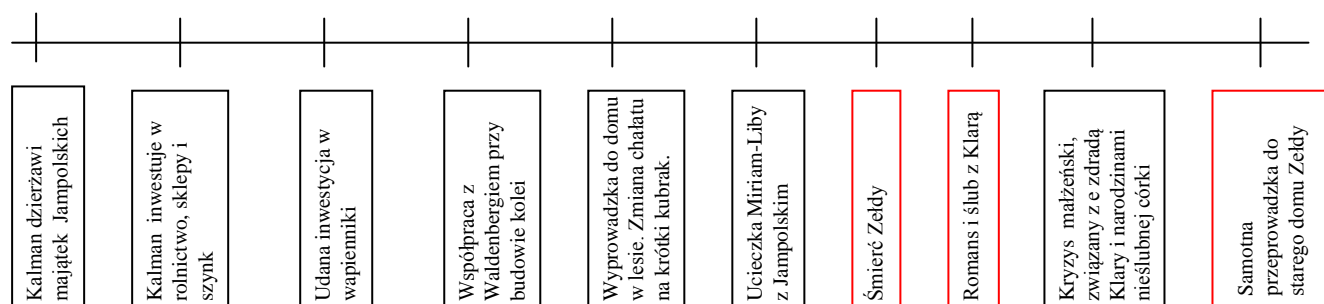 Kalman dzierżawi
majątek Jampolskich
Kalman inwestuje w
rolnictwo, sklepy i
szynk
Udana inwestycja w
wapienniki
Współpraca z
Waldenbergiem przy
budowie kolei
Wyprowadzka do domu
w lesie. Zmiana chałatu
na krótki kubrak.
Ucieczka Miriam-Liby
z Jampolskim
Śmierć Zełdy
Romans i ślub z Klarą
Kryzys małżeński,
związany z e zdradą
Klary i narodzinami
nieślubnej córki
Samotna
przeprowadzka do
starego domu Zełdy